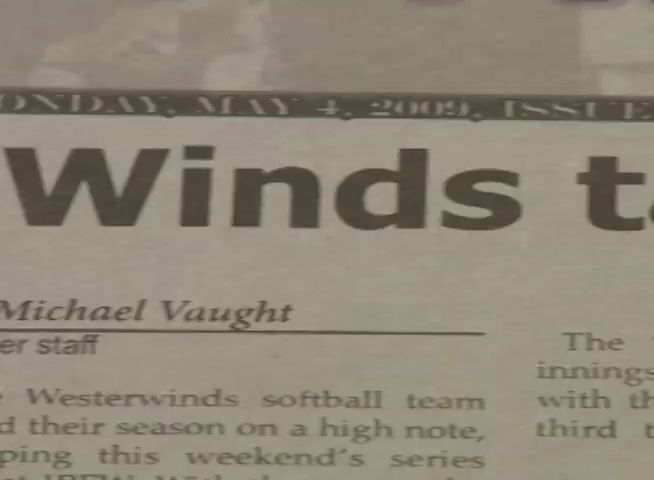 ONDAY, MAY 4, 2009, ISSUE
Winds t
Michael Vaught
er staff
Westerwinds softball team
d their season on a high note,
ping this weekend's series
The
innings
with th
third t